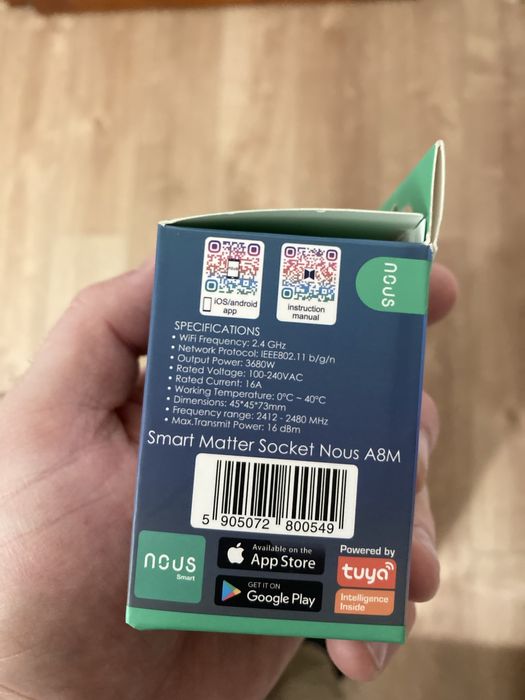 nous
iOS/android
app
instruction
manual
nous
SPECIFICATIONS
• WiFi Frequency: 2.4 GHz
• Network Protocol: IEEE802.11 b/g/n
• Output Power: 3680W
• Rated Voltage: 100-240VAC
• Rated Current: 16A
• Working Temperature: 0°C ~ 40°C
• Dimensions: 45*45*73mm
• Frequency range: 2412 - 2480 MHz
• Max.Transmit Power: 16 dBm
Smart Matter Socket Nous A8M
5 905072 800549
nous
Smart
Available on the
App Store
GET IT ON
Google Play
Powered by
tuya
Intelligence
Inside